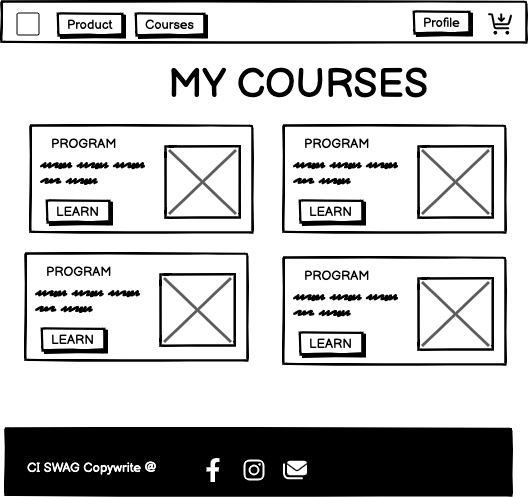 Product Courses Profile
MY COURSES
PROGRAM
LEARN
PROGRAM
LEARN
PROGRAM
LEARN
PROGRAM
LEARN
CI SWAG Copywrite @